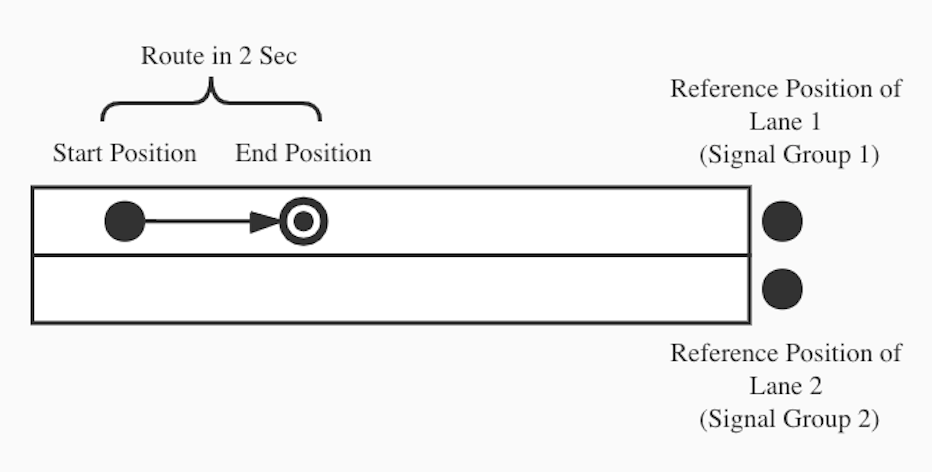 Route in 2 Sec
Start Position
End Position
Reference Position of
Lane 1
(Signal Group 1)
Reference Position of
Lane 2
(Signal Group 2)